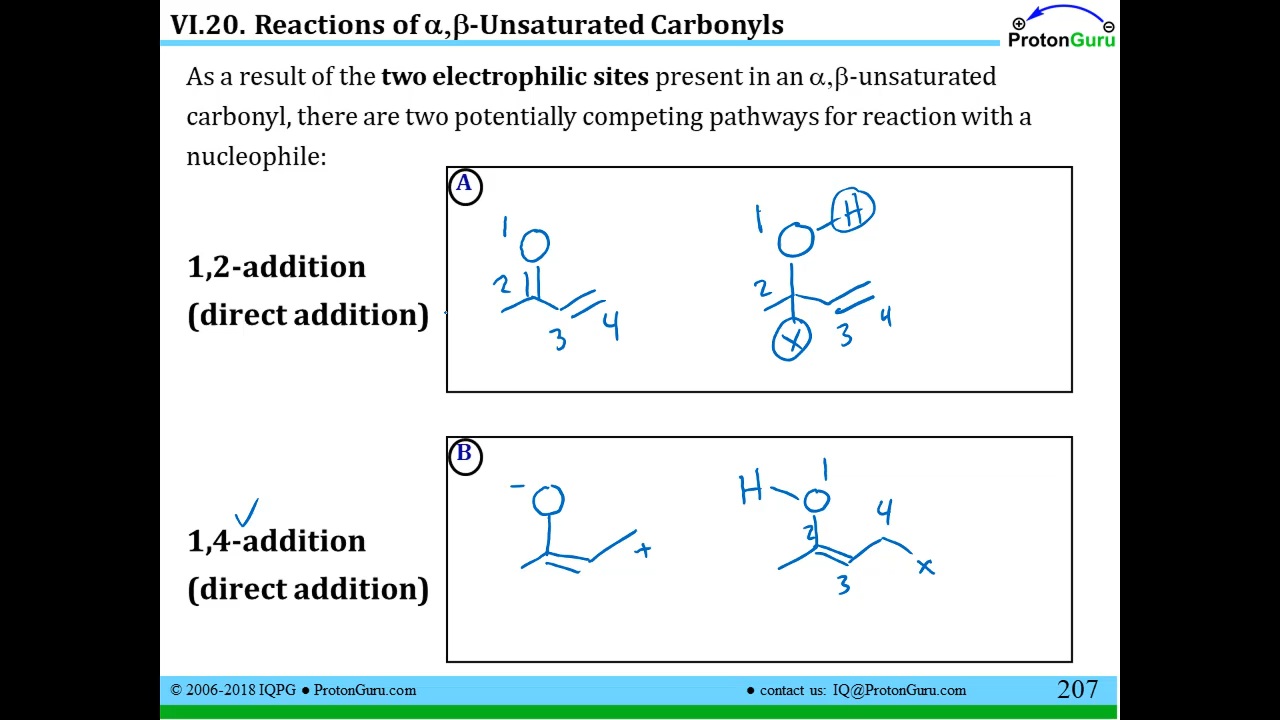 VI.20. Reactions of α,β-Unsaturated Carbonyls
⊕ ⊖
ProtonGuru
As a result of the two electrophilic sites present in an α,β-unsaturated
carbonyl, there are two potentially competing pathways for reaction with a
nucleophile:
A
1,2-addition
(direct addition)
1 O
2 3 4
1 O H
2 X 3 4
B
1,4-addition
(direct addition)
- O +
H O 1
2 3 4 X
© 2006-2018 IQPG ● ProtonGuru.com
● contact us: IQ@ProtonGuru.com
207